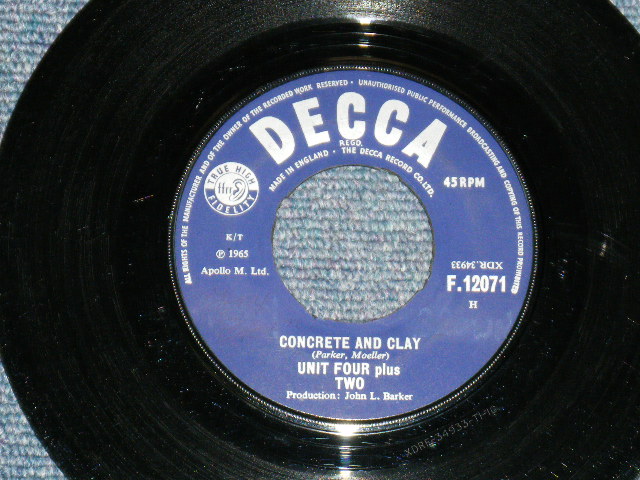 ALL RIGHTS OF THE MANUFACTURER AND OF THE OWNER OF THE RECORDED WORK RESERVED • UNAUTHORISED PUBLIC PERFORMANCE BROADCASTING AND COPYING OF THIS RECORD PROHIBITED
DECCA
REGD.
MADE IN ENGLAND • THE DECCA RECORD CO. LTD.
TRUE HIGH
FIDELITY
45 RPM
K/T
℗ 1965
Apollo M. Ltd.
XDR.34933
F.12071
H
CONCRETE AND CLAY
(Parker, Moeller)
UNIT FOUR plus
TWO
Production: John L. Barker